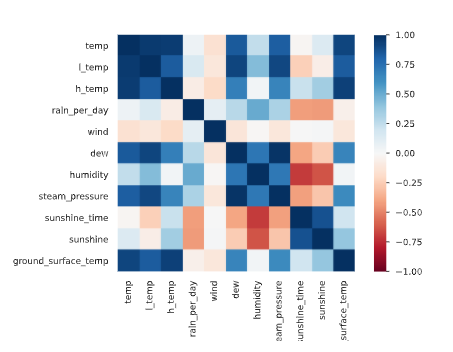 temp
l_temp
h_temp
rain_per_day
wind
dew
humidity
steam_pressure
sunshine_time
sunshine
ground_surface_temp
1.00
0.75
0.50
0.25
0.00
−0.25
−0.50
−0.75
−1.00
temp
l_temp
h_temp
rain_per_day
wind
dew
humidity
eam_pressure
unshine_time
sunshine
_surface_temp